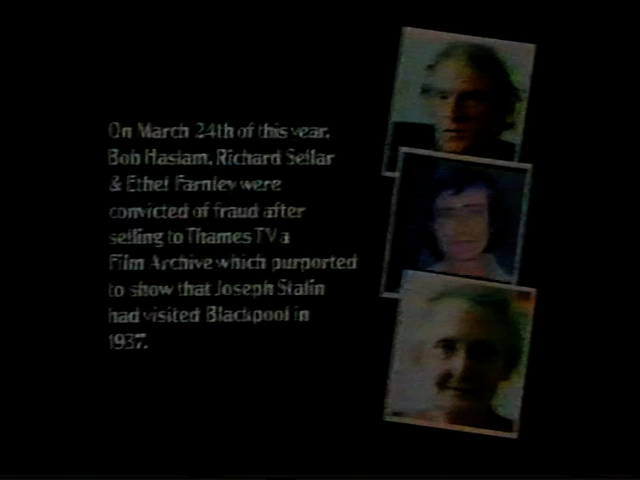 On March 24th of this year,
Bob Haslam, Richard Sellar
& Ethel Farnley were
convicted of fraud after
selling to Thames TV a
Film Archive which purported
to show that Joseph Stalin
had visited Blackpool in
1937.